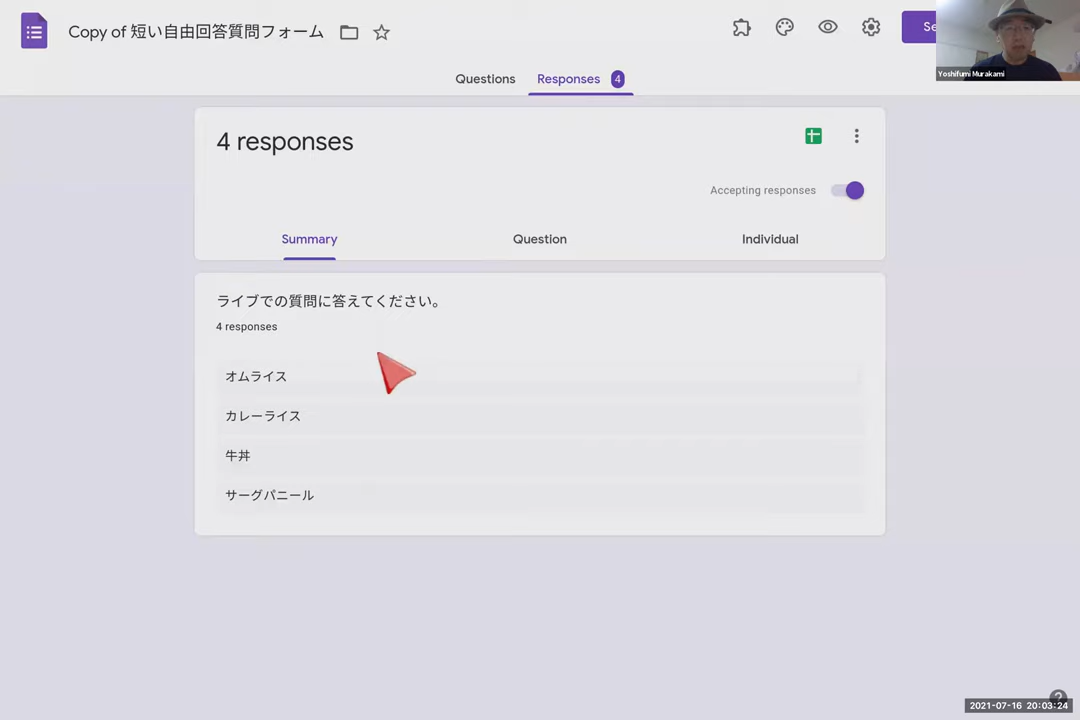 Copy of 短い自由回答質問フォーム
Se
Yoshifumi Murakami
Questions
Responses 4
4 responses
Accepting responses
Summary
Question
Individual
ライブでの質問に答えてください。
4 responses
オムライス
カレーライス
牛丼
サーグパニール
?
2021-07-16 20:03:24